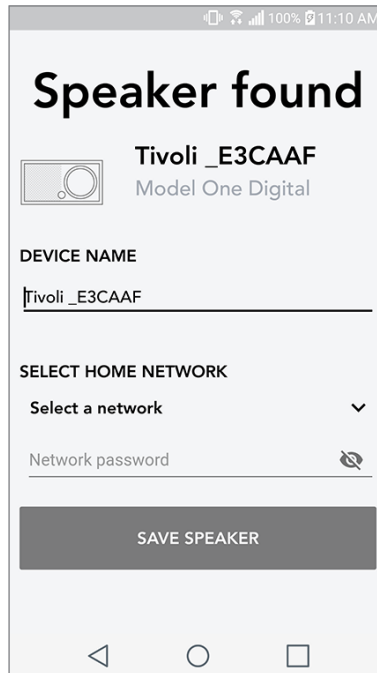 100% 11:10 AM
Speaker found
Tivoli _E3CAAF
Model One Digital
DEVICE NAME
Tivoli _E3CAAF
SELECT HOME NETWORK
Select a network
Network password
SAVE SPEAKER